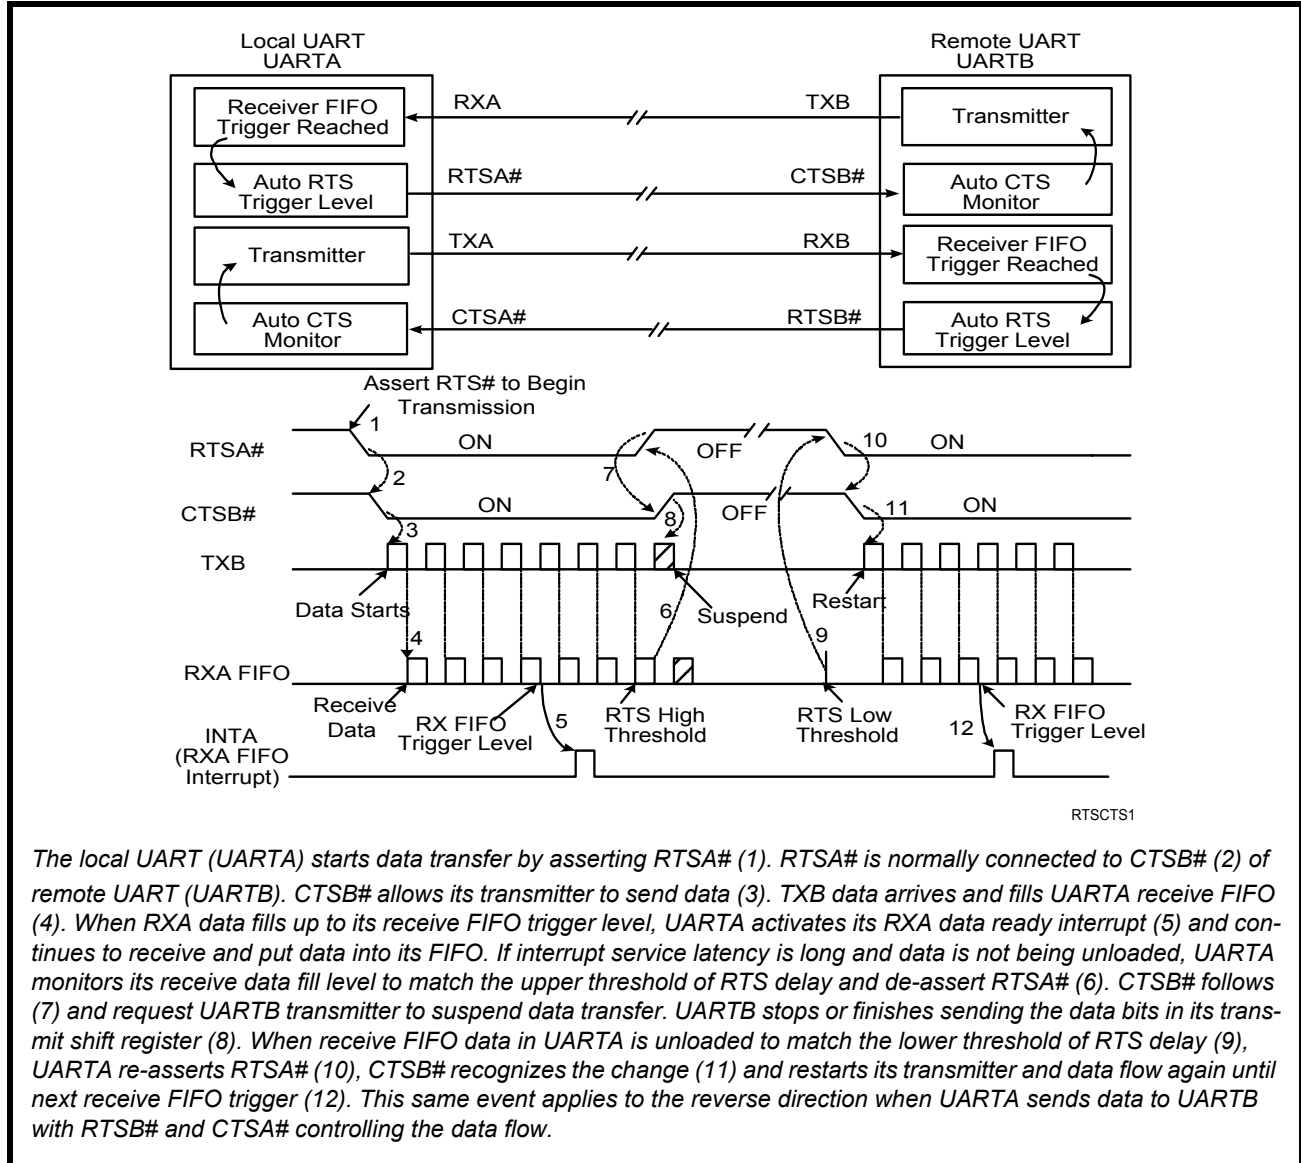 Local UART
UARTA
Remote UART
UARTB
Receiver FIFO
Trigger Reached
RXA
TXB
Transmitter
Auto RTS
Trigger Level
RTSA#
CTSB#
Auto CTS
Monitor
Transmitter
TXA
RXB
Receiver FIFO
Trigger Reached
Auto CTS
Monitor
CTSA#
RTSB#
Auto RTS
Trigger Level
Assert RTS# to Begin
Transmission
RTSA#
1
ON
7
OFF
10
ON
2
CTSB#
ON
8
OFF
11
ON
3
TXB
Data Starts
Suspend
Restart
4
6
9
RXA FIFO
Receive
Data
RX FIFO
Trigger Level
5
RTS High
Threshold
RTS Low
Threshold
12
RX FIFO
Trigger Level
INTA
(RXA FIFO
Interrupt)
RTSCTS1
The local UART (UARTA) starts data transfer by asserting RTSA# (1). RTSA# is normally connected to CTSB# (2) of
remote UART (UARTB). CTSB# allows its transmitter to send data (3). TXB data arrives and fills UARTA receive FIFO
(4). When RXA data fills up to its receive FIFO trigger level, UARTA activates its RXA data ready interrupt (5) and con-
tinues to receive and put data into its FIFO. If interrupt service latency is long and data is not being unloaded, UARTA
monitors its receive data fill level to match the upper threshold of RTS delay and de-assert RTSA# (6). CTSB# follows
(7) and request UARTB transmitter to suspend data transfer. UARTB stops or finishes sending the data bits in its trans-
mit shift register (8). When receive FIFO data in UARTA is unloaded to match the lower threshold of RTS delay (9),
UARTA re-asserts RTSA# (10), CTSB# recognizes the change (11) and restarts its transmitter and data flow again until
next receive FIFO trigger (12). This same event applies to the reverse direction when UARTA sends data to UARTB
with RTSB# and CTSA# controlling the data flow.